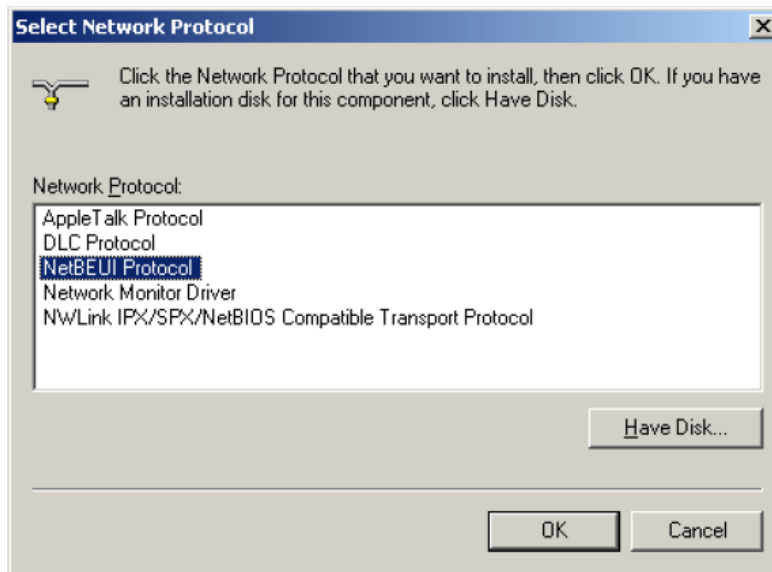 Select Network Protocol
Click the Network Protocol that you want to install, then click OK. If you have
an installation disk for this component, click Have Disk.
Network Protocol:
AppleTalk Protocol
DLC Protocol
NetBEUI Protocol
Network Monitor Driver
NWLink IPX/SPX/NetBIOS Compatible Transport Protocol
Have Disk...
OK
Cancel